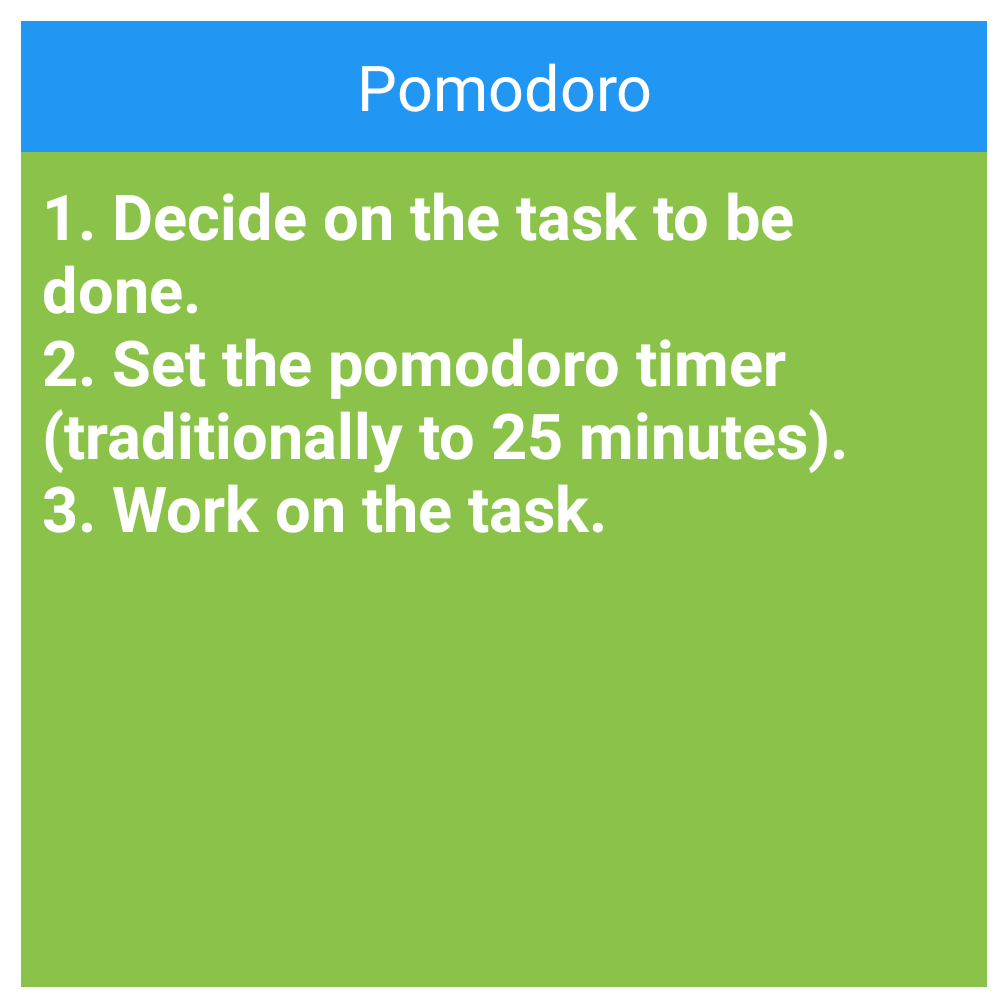 Pomodoro
1. Decide on the task to be
done.
2. Set the pomodoro timer
(traditionally to 25 minutes).
3. Work on the task.